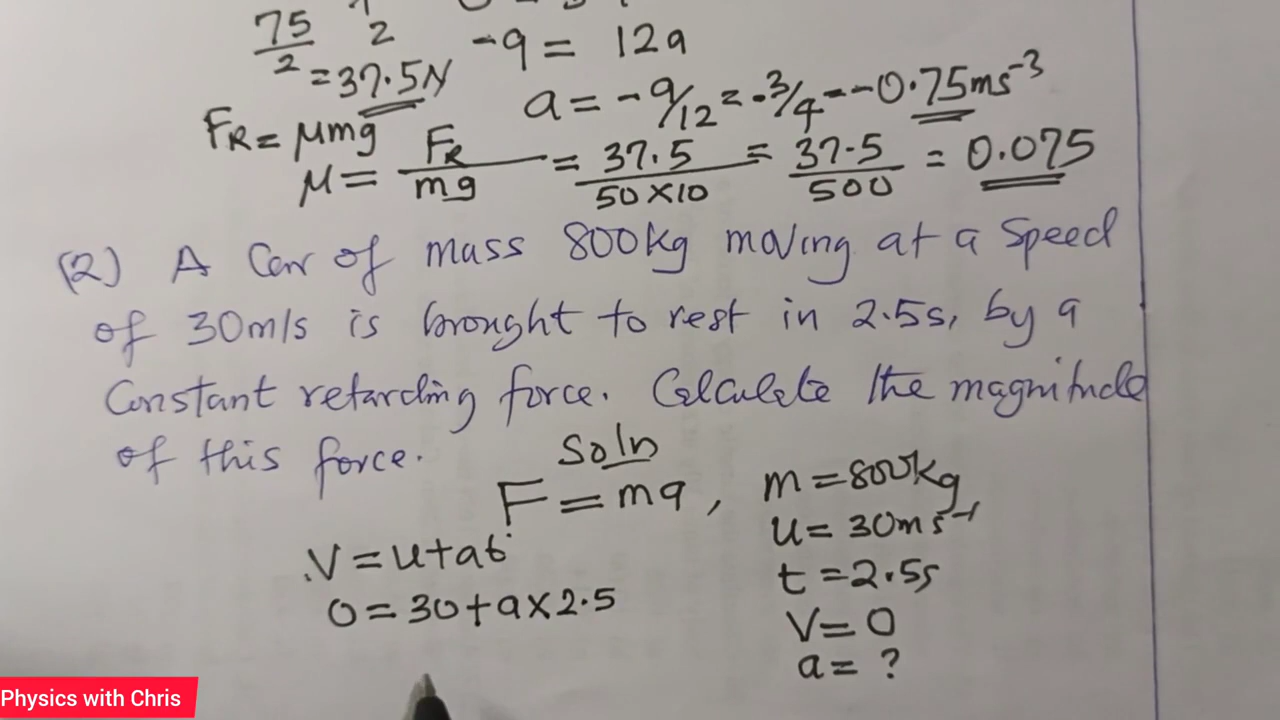 75
2
2
= 37.5N
-9 = 12a
a = -9/12 = -3/4 = -0.75ms⁻³
FR = μmg
μ = FR/mg = 37.5/50×10 = 37.5/500 = 0.075
(2) A Car of mass 800kg moving at a speed
of 30m/s is brought to rest in 2.5s, by a
Constant retarding force. Calculate the magnitude
of this force.
Soln
F = ma, m = 800kg
u = 30ms⁻¹
V = u+at
t = 2.5s
0 = 30+a×2.5
V = 0
a = ?
Physics with Chris